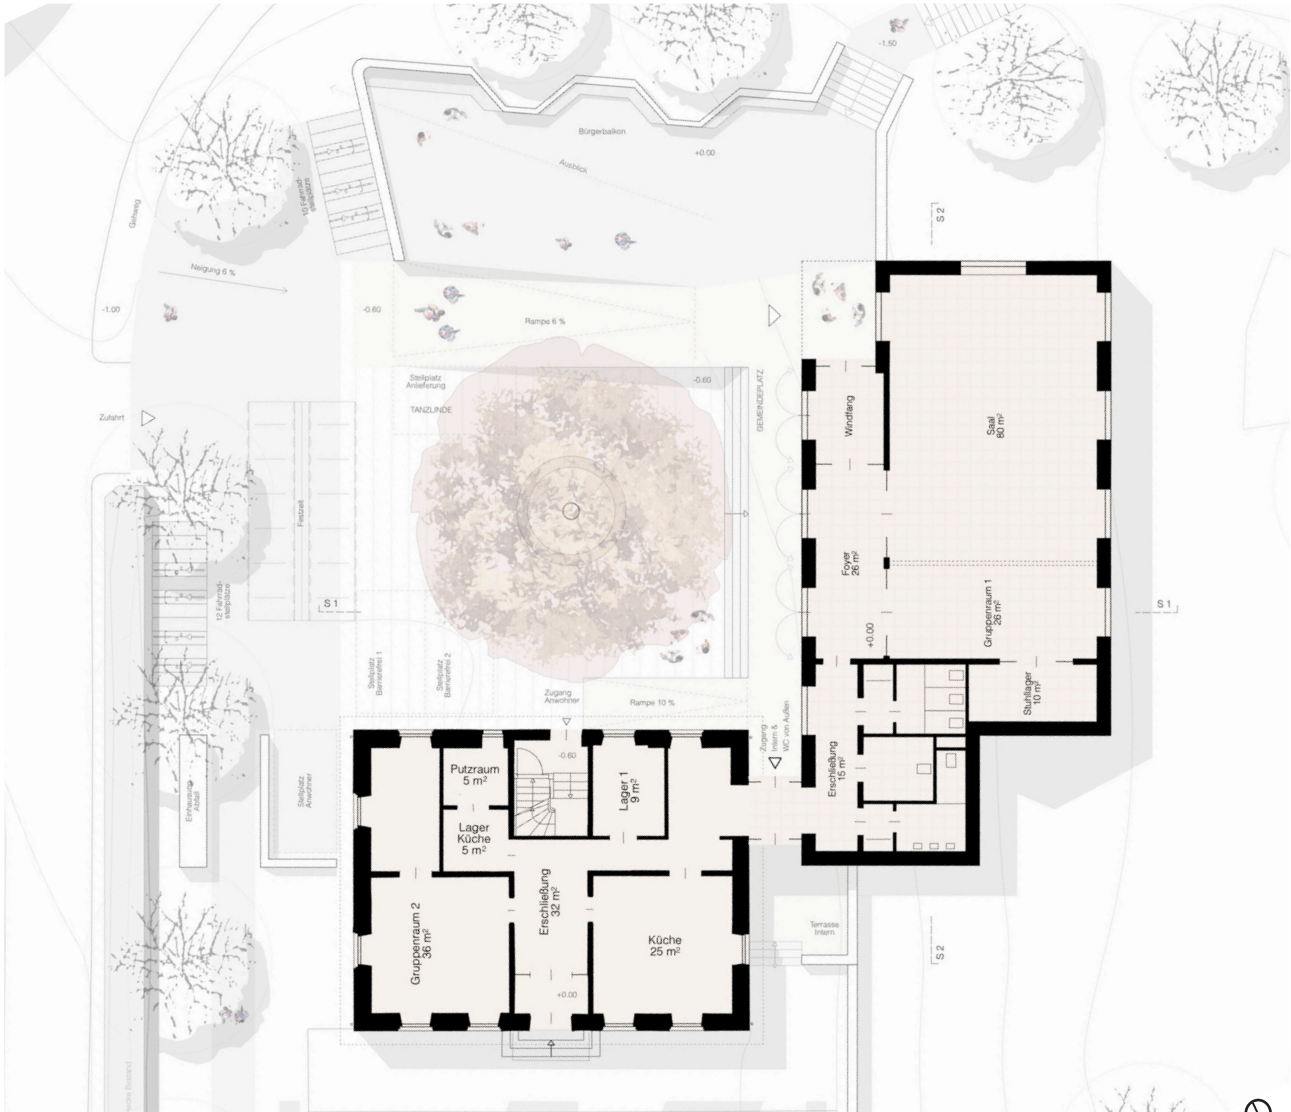 -1.50
Bürgerbalkon
+0.00
Ausblick
10 Fahrrad-
stellplätze
Gehweg
S 2
Neigung 6 %
-1.00
-0.60
Rampe 6 %
Stellplatz
Anlieferung
-0.60
TANZLINDE
GEMEINDEPLATZ
Zufahrt
Windfang
Saal
80 m²
Festzelt
Foyer
26 m²
12 Fahrrad-
stellplätze
S 1
S 1
Gruppenraum 1
26 m²
+0.00
Stellplatz
Barrierefrei 1
Stellplatz
Barrierefrei 2
Zugang
Anwohner
Rampe 10 %
Zugang
Intern &
WC von Außen
Stuhllager
10 m²
-0.60
Erschließung
15 m²
Einhausung
Abfall
Stellplatz
Anwohner
Putzraum
5 m²
Lager 1
9 m²
Lager
Küche
5 m²
Erschließung
32 m²
Gruppenraum 2
36 m²
Küche
25 m²
Terrasse
Intern
S 2
+0.00